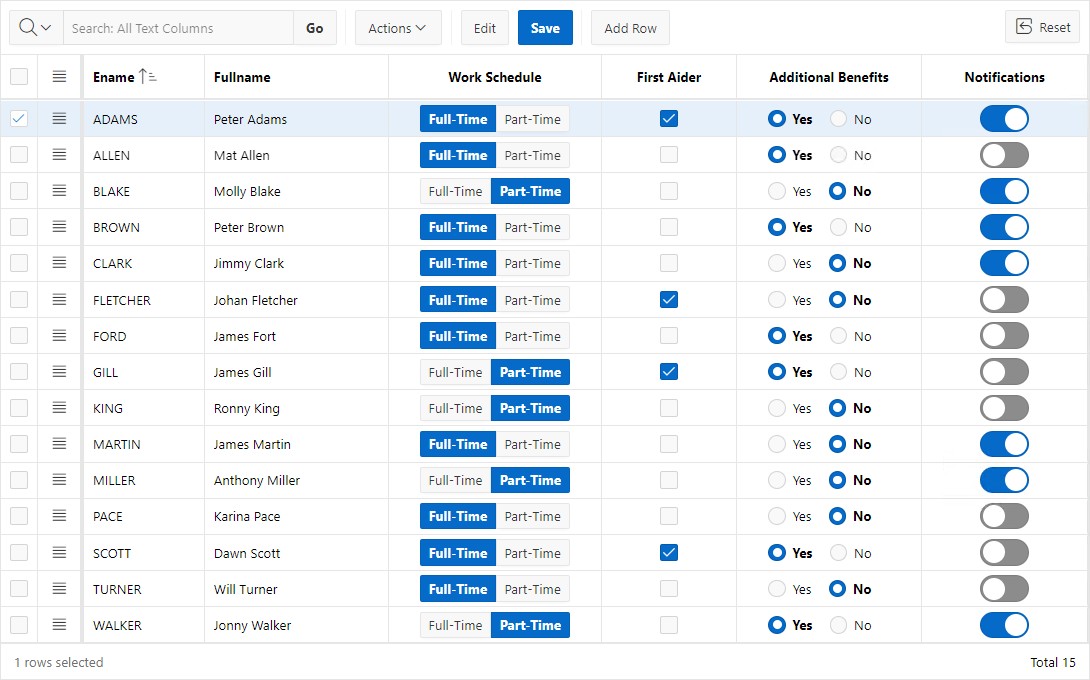 Search: All Text Columns Go Actions Edit Save Add Row Reset
Ename Fullname Work Schedule First Aider Additional Benefits Notifications
ADAMS Peter Adams Full-Time Part-Time Yes No
ALLEN Mat Allen Full-Time Part-Time Yes No
BLAKE Molly Blake Full-Time Part-Time Yes No
BROWN Peter Brown Full-Time Part-Time Yes No
CLARK Jimmy Clark Full-Time Part-Time Yes No
FLETCHER Johan Fletcher Full-Time Part-Time Yes No
FORD James Fort Full-Time Part-Time Yes No
GILL James Gill Full-Time Part-Time Yes No
KING Ronny King Full-Time Part-Time Yes No
MARTIN James Martin Full-Time Part-Time Yes No
MILLER Anthony Miller Full-Time Part-Time Yes No
PACE Karina Pace Full-Time Part-Time Yes No
SCOTT Dawn Scott Full-Time Part-Time Yes No
TURNER Will Turner Full-Time Part-Time Yes No
WALKER Jonny Walker Full-Time Part-Time Yes No
1 rows selected Total 15